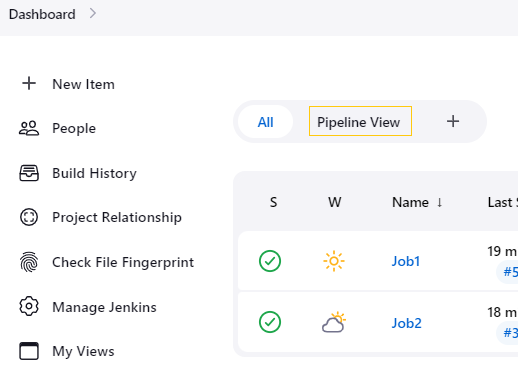 Dashboard
New Item
People
Build History
Project Relationship
Check File Fingerprint
Manage Jenkins
My Views
All Pipeline View +
S W Name ↓ Last S
Job1 19 m
#5
Job2 18 m
#3